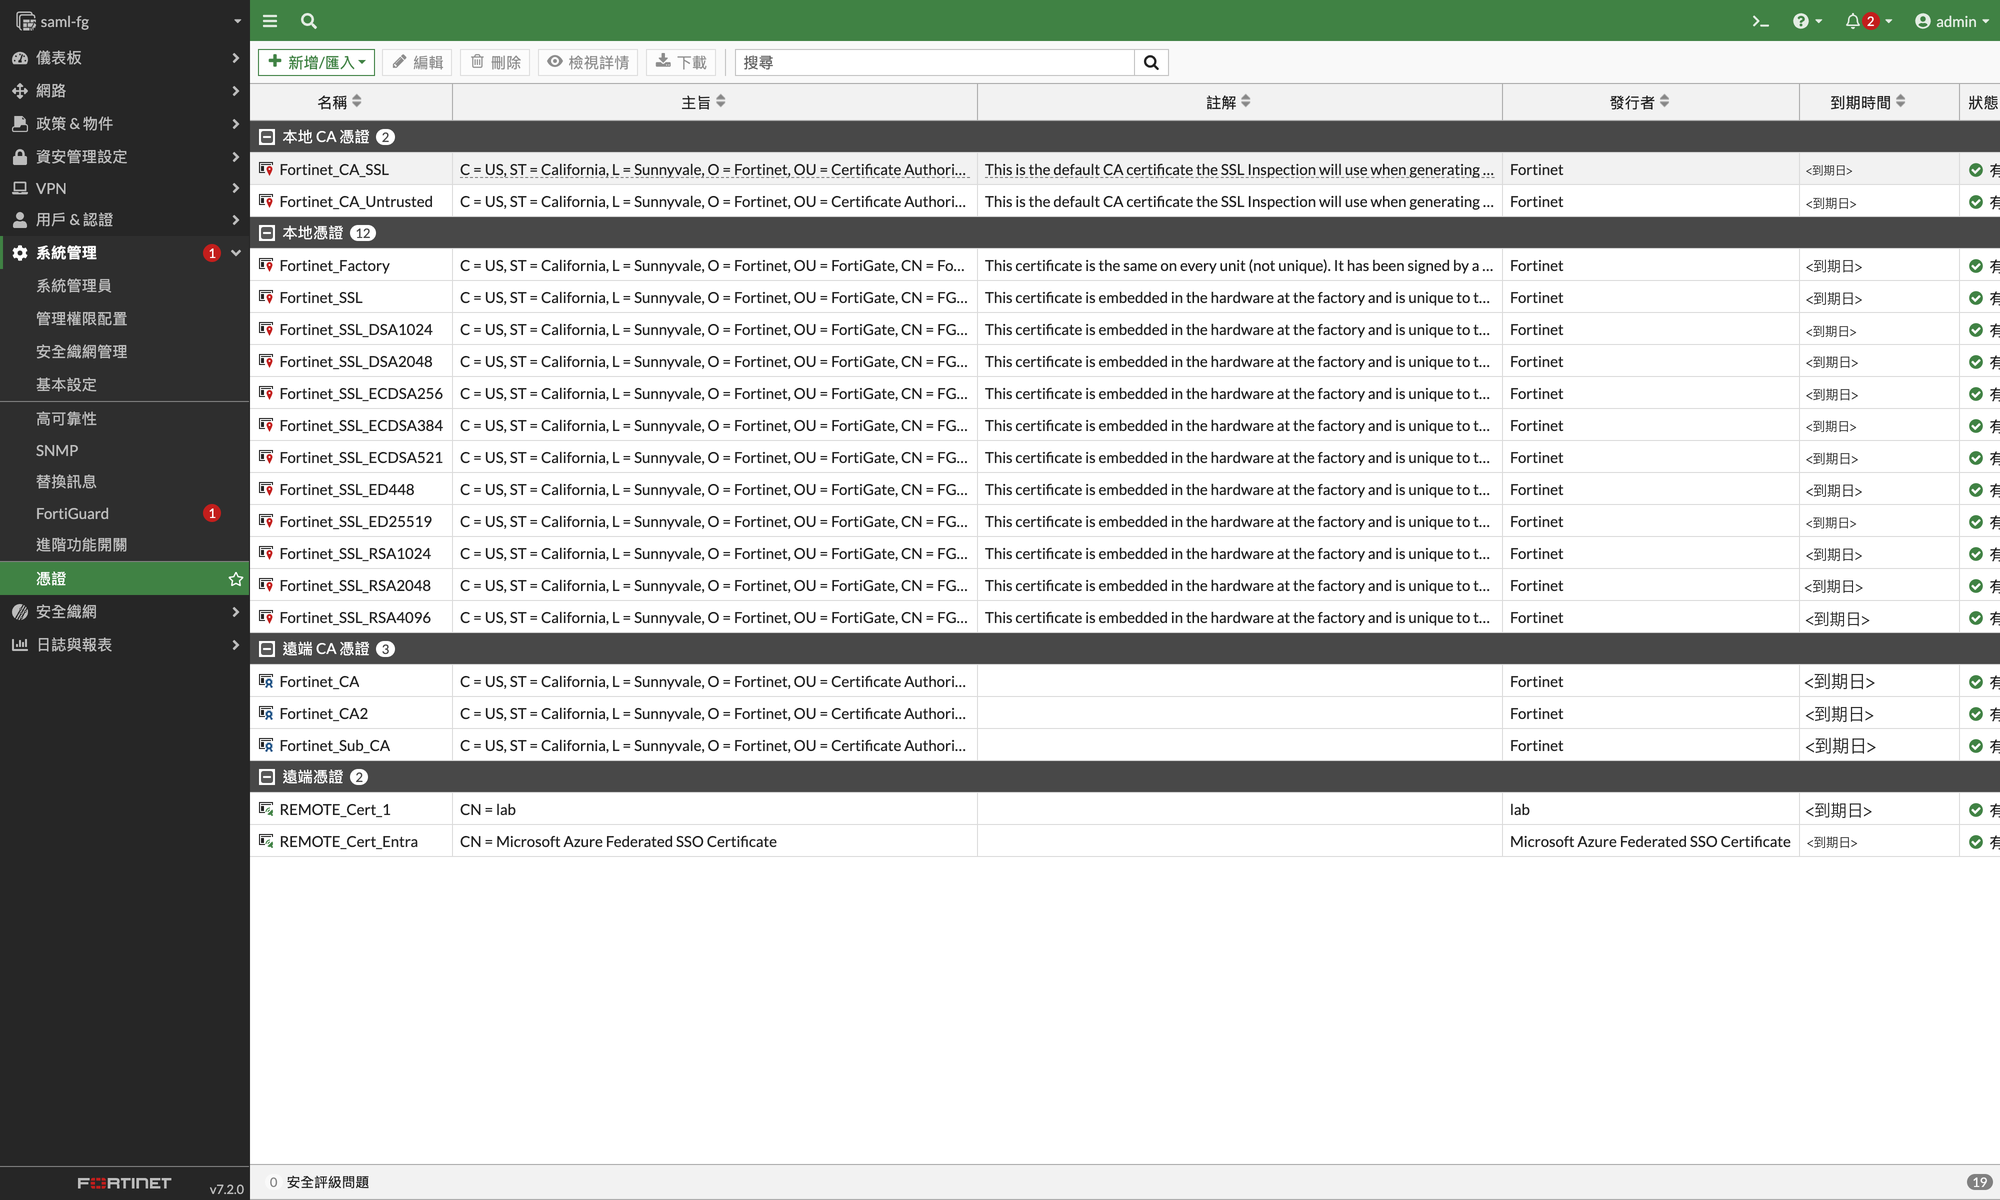 saml-fg
admin
2
儀表板
網路
政策 & 物件
資安管理設定
VPN
用戶 & 認證
系統管理 1
系統管理員
管理權限配置
安全織網管理
基本設定
高可靠性
SNMP
替換訊息
FortiGuard 1
進階功能開關
憑證
安全織網
日誌與報表
FORTINET v7.2.0
新增/匯入 編輯 刪除 檢視詳情 下載 搜尋
名稱 主旨 註解 發行者 到期時間 狀態
本地 CA 憑證 2
Fortinet_CA_SSL C = US, ST = California, L = Sunnyvale, O = Fortinet, OU = Certificate Authori... This is the default CA certificate the SSL Inspection will use when generating ... Fortinet <到期日> 有
Fortinet_CA_Untrusted C = US, ST = California, L = Sunnyvale, O = Fortinet, OU = Certificate Authori... This is the default CA certificate the SSL Inspection will use when generating ... Fortinet <到期日> 有
本地憑證 12
Fortinet_Factory C = US, ST = California, L = Sunnyvale, O = Fortinet, OU = FortiGate, CN = Fo... This certificate is the same on every unit (not unique). It has been signed by a ... Fortinet <到期日> 有
Fortinet_SSL C = US, ST = California, L = Sunnyvale, O = Fortinet, OU = FortiGate, CN = FG... This certificate is embedded in the hardware at the factory and is unique to t... Fortinet <到期日> 有
Fortinet_SSL_DSA1024 C = US, ST = California, L = Sunnyvale, O = Fortinet, OU = FortiGate, CN = FG... This certificate is embedded in the hardware at the factory and is unique to t... Fortinet <到期日> 有
Fortinet_SSL_DSA2048 C = US, ST = California, L = Sunnyvale, O = Fortinet, OU = FortiGate, CN = FG... This certificate is embedded in the hardware at the factory and is unique to t... Fortinet <到期日> 有
Fortinet_SSL_ECDSA256 C = US, ST = California, L = Sunnyvale, O = Fortinet, OU = FortiGate, CN = FG... This certificate is embedded in the hardware at the factory and is unique to t... Fortinet <到期日> 有
Fortinet_SSL_ECDSA384 C = US, ST = California, L = Sunnyvale, O = Fortinet, OU = FortiGate, CN = FG... This certificate is embedded in the hardware at the factory and is unique to t... Fortinet <到期日> 有
Fortinet_SSL_ECDSA521 C = US, ST = California, L = Sunnyvale, O = Fortinet, OU = FortiGate, CN = FG... This certificate is embedded in the hardware at the factory and is unique to t... Fortinet <到期日> 有
Fortinet_SSL_ED448 C = US, ST = California, L = Sunnyvale, O = Fortinet, OU = FortiGate, CN = FG... This certificate is embedded in the hardware at the factory and is unique to t... Fortinet <到期日> 有
Fortinet_SSL_ED25519 C = US, ST = California, L = Sunnyvale, O = Fortinet, OU = FortiGate, CN = FG... This certificate is embedded in the hardware at the factory and is unique to t... Fortinet <到期日> 有
Fortinet_SSL_RSA1024 C = US, ST = California, L = Sunnyvale, O = Fortinet, OU = FortiGate, CN = FG... This certificate is embedded in the hardware at the factory and is unique to t... Fortinet <到期日> 有
Fortinet_SSL_RSA2048 C = US, ST = California, L = Sunnyvale, O = Fortinet, OU = FortiGate, CN = FG... This certificate is embedded in the hardware at the factory and is unique to t... Fortinet <到期日> 有
Fortinet_SSL_RSA4096 C = US, ST = California, L = Sunnyvale, O = Fortinet, OU = FortiGate, CN = FG... This certificate is embedded in the hardware at the factory and is unique to t... Fortinet <到期日> 有
遠端 CA 憑證 3
Fortinet_CA C = US, ST = California, L = Sunnyvale, O = Fortinet, OU = Certificate Authori... Fortinet <到期日> 有
Fortinet_CA2 C = US, ST = California, L = Sunnyvale, O = Fortinet, OU = Certificate Authori... Fortinet <到期日> 有
Fortinet_Sub_CA C = US, ST = California, L = Sunnyvale, O = Fortinet, OU = Certificate Authori... Fortinet <到期日> 有
遠端憑證 2
REMOTE_Cert_1 CN = lab lab <到期日> 有
REMOTE_Cert_Entra CN = Microsoft Azure Federated SSO Certificate Microsoft Azure Federated SSO Certificate <到期日> 有
0 安全評級問題 19